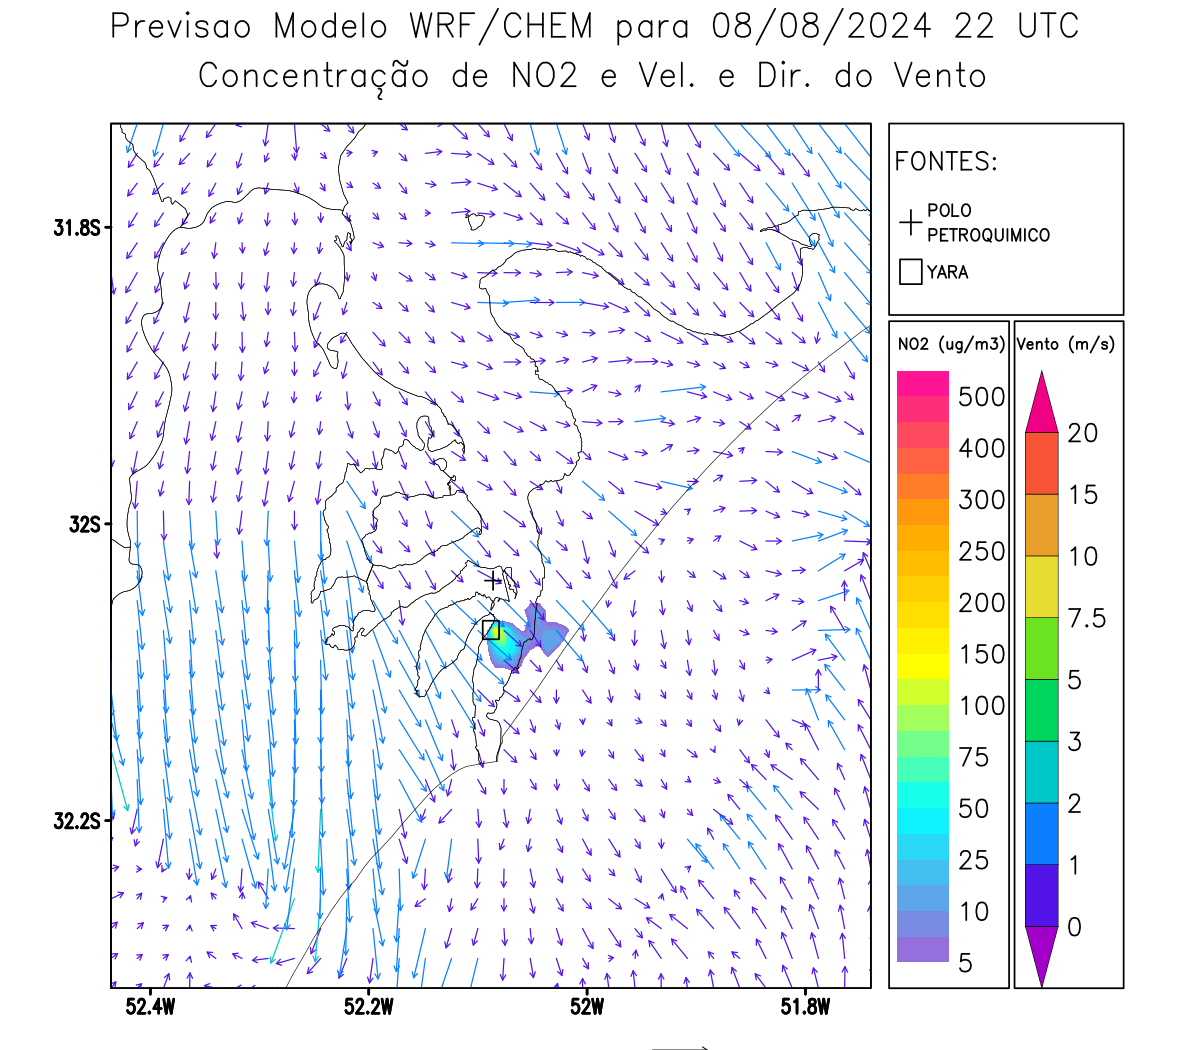 Previsao Modelo WRF/CHEM para 08/08/2024 22 UTC
Concentração de NO2 e Vel. e Dir. do Vento
FONTES:
POLO
PETROQUIMICO
YARA
NO2 (ug/m3)
500
400
300
250
200
150
100
75
50
25
10
5
Vento (m/s)
20
15
10
7.5
5
3
2
1
0
31.8S
32S
32.2S
52.4W
52.2W
52W
51.8W